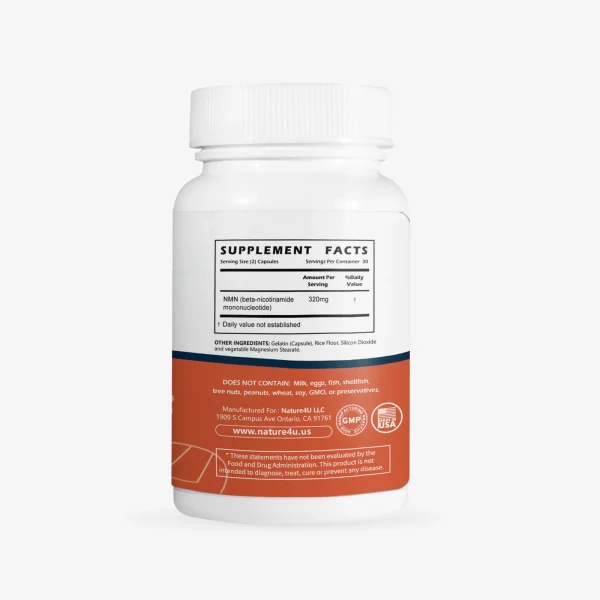 SUPPLEMENT FACTS
Serving Size (2) Capsules Servings Per Container 30
Amount Per Serving %Daily Value
NMN (beta-nicotinamide mononucleotide) 320mg †
† Daily value not established
OTHER INGREDIENTS: Gelatin (Capsule), Rice Flour, Silicon Dioxide
and vegetable Magnesium Stearate.
DOES NOT CONTAIN: Milk, eggs, fish, shellfish,
tree nuts, peanuts, wheat, soy, GMO, or preservatives.
Manufactured For : Nature4U LLC
1909 S Campus Ave Ontario, CA 91761
www.nature4u.us
GMP
MADE IN
USA
* These statements have not been evaluated by the
Food and Drug Administration. This product is not
intended to diagnose, treat, cure or prevent any disease.